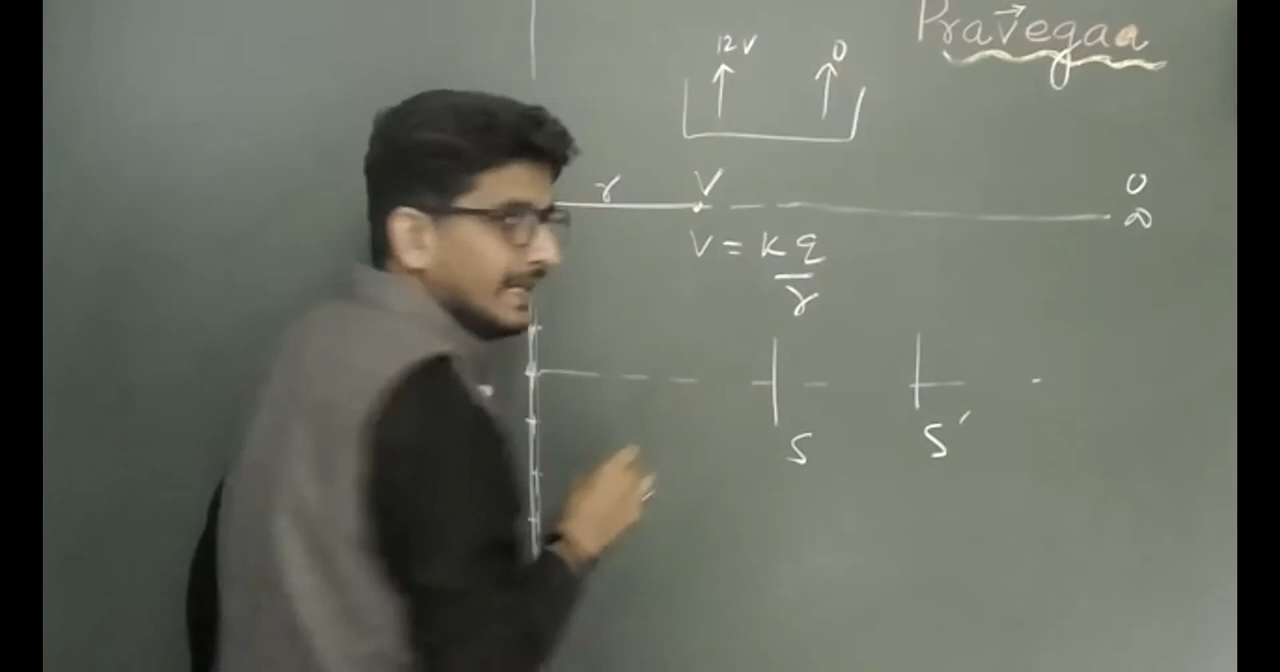 Pravegaa
12V 0
r V 0
∞
V = Kq
r
S S′